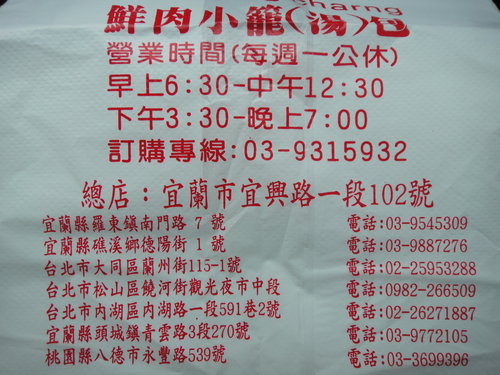 charng
鮮肉小籠(湯)包
營業時間(每週一公休)
早上6:30-中午12:30
下午3:30-晚上7:00
訂購專線:03-9315932
總店：宜蘭市宜興路一段102號
宜蘭縣羅東鎮南門路 7 號 電話:03-9545309
宜蘭縣礁溪鄉德陽街 1 號 電話:03-9887276
台北市大同區蘭州街115-1號 電話:02-25953288
台北市松山區饒河街觀光夜市中段 電話:0982-266509
台北市內湖區內湖路一段591巷2號 電話:02-26271887
宜蘭縣頭城鎮青雲路3段270號 電話:03-9772105
桃園縣八德市永豐路539號 電話:03-3699396